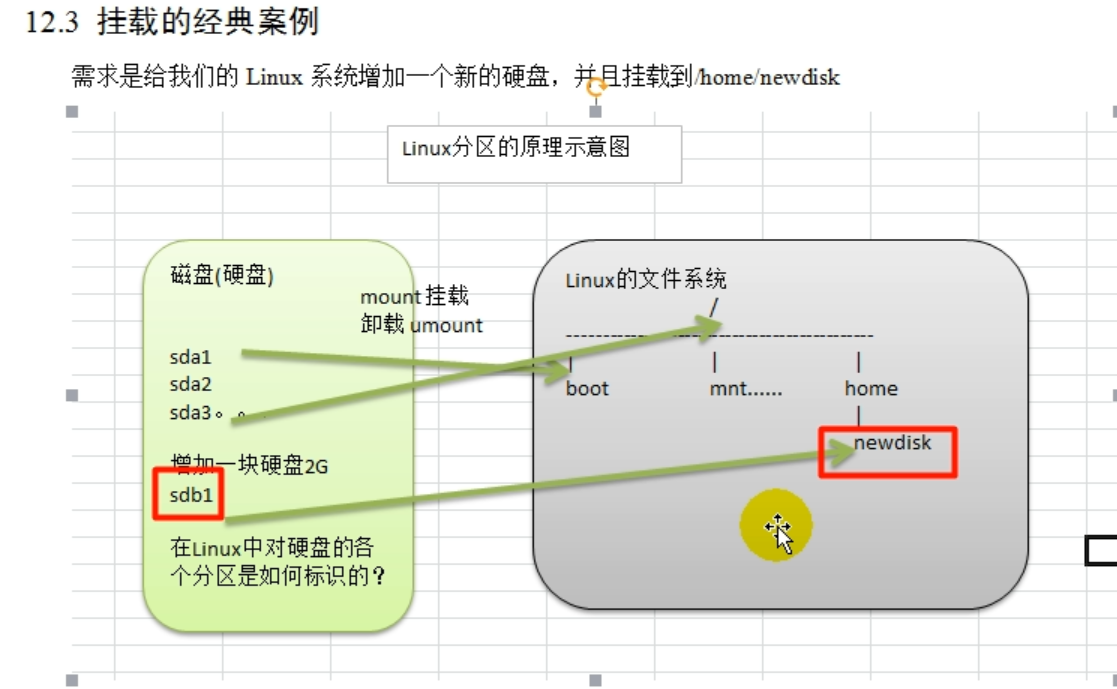 12.3 挂载的经典案例
需求是给我们的 Linux 系统增加一个新的硬盘，并且挂载到/home/newdisk
Linux分区的原理示意图
磁盘(硬盘)
mount 挂载
卸载 umount
sda1
sda2
sda3。。
增加一块硬盘2G
sdb1
在Linux中对硬盘的各
个分区是如何标识的？
Linux的文件系统
/
-----------------------------------------
| | |
boot mnt...... home
|
newdisk